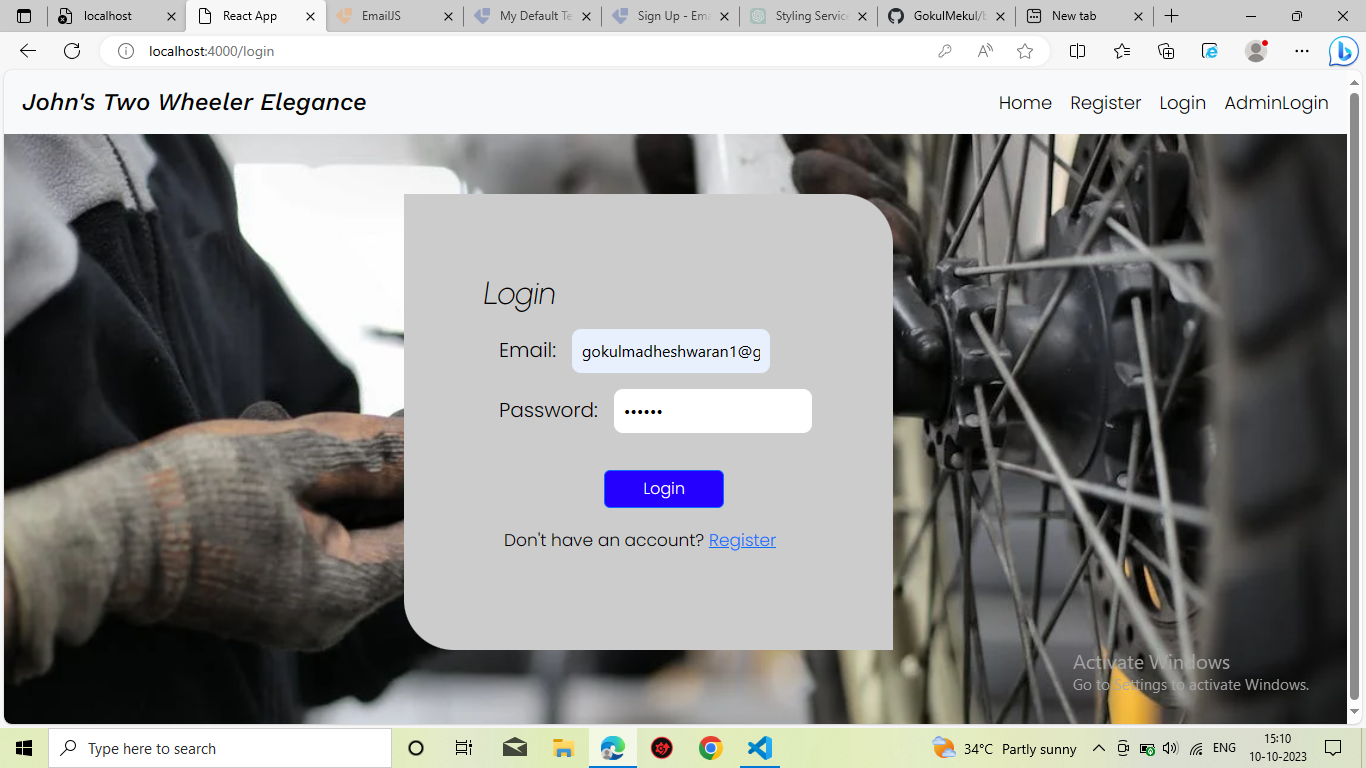 localhost
React App
EmailJS
My Default Te
Sign Up - Ema
Styling Service
GokulMekul/b
New tab
localhost:4000/login
John's Two Wheeler Elegance
Home Register Login AdminLogin
Login
Email: gokulmadheshwaran1@g
Password: ••••••
Login
Don't have an account? Register
Activate Windows
Go to Settings to activate Windows.
Type here to search
34°C Partly sunny
ENG
15:10
10-10-2023